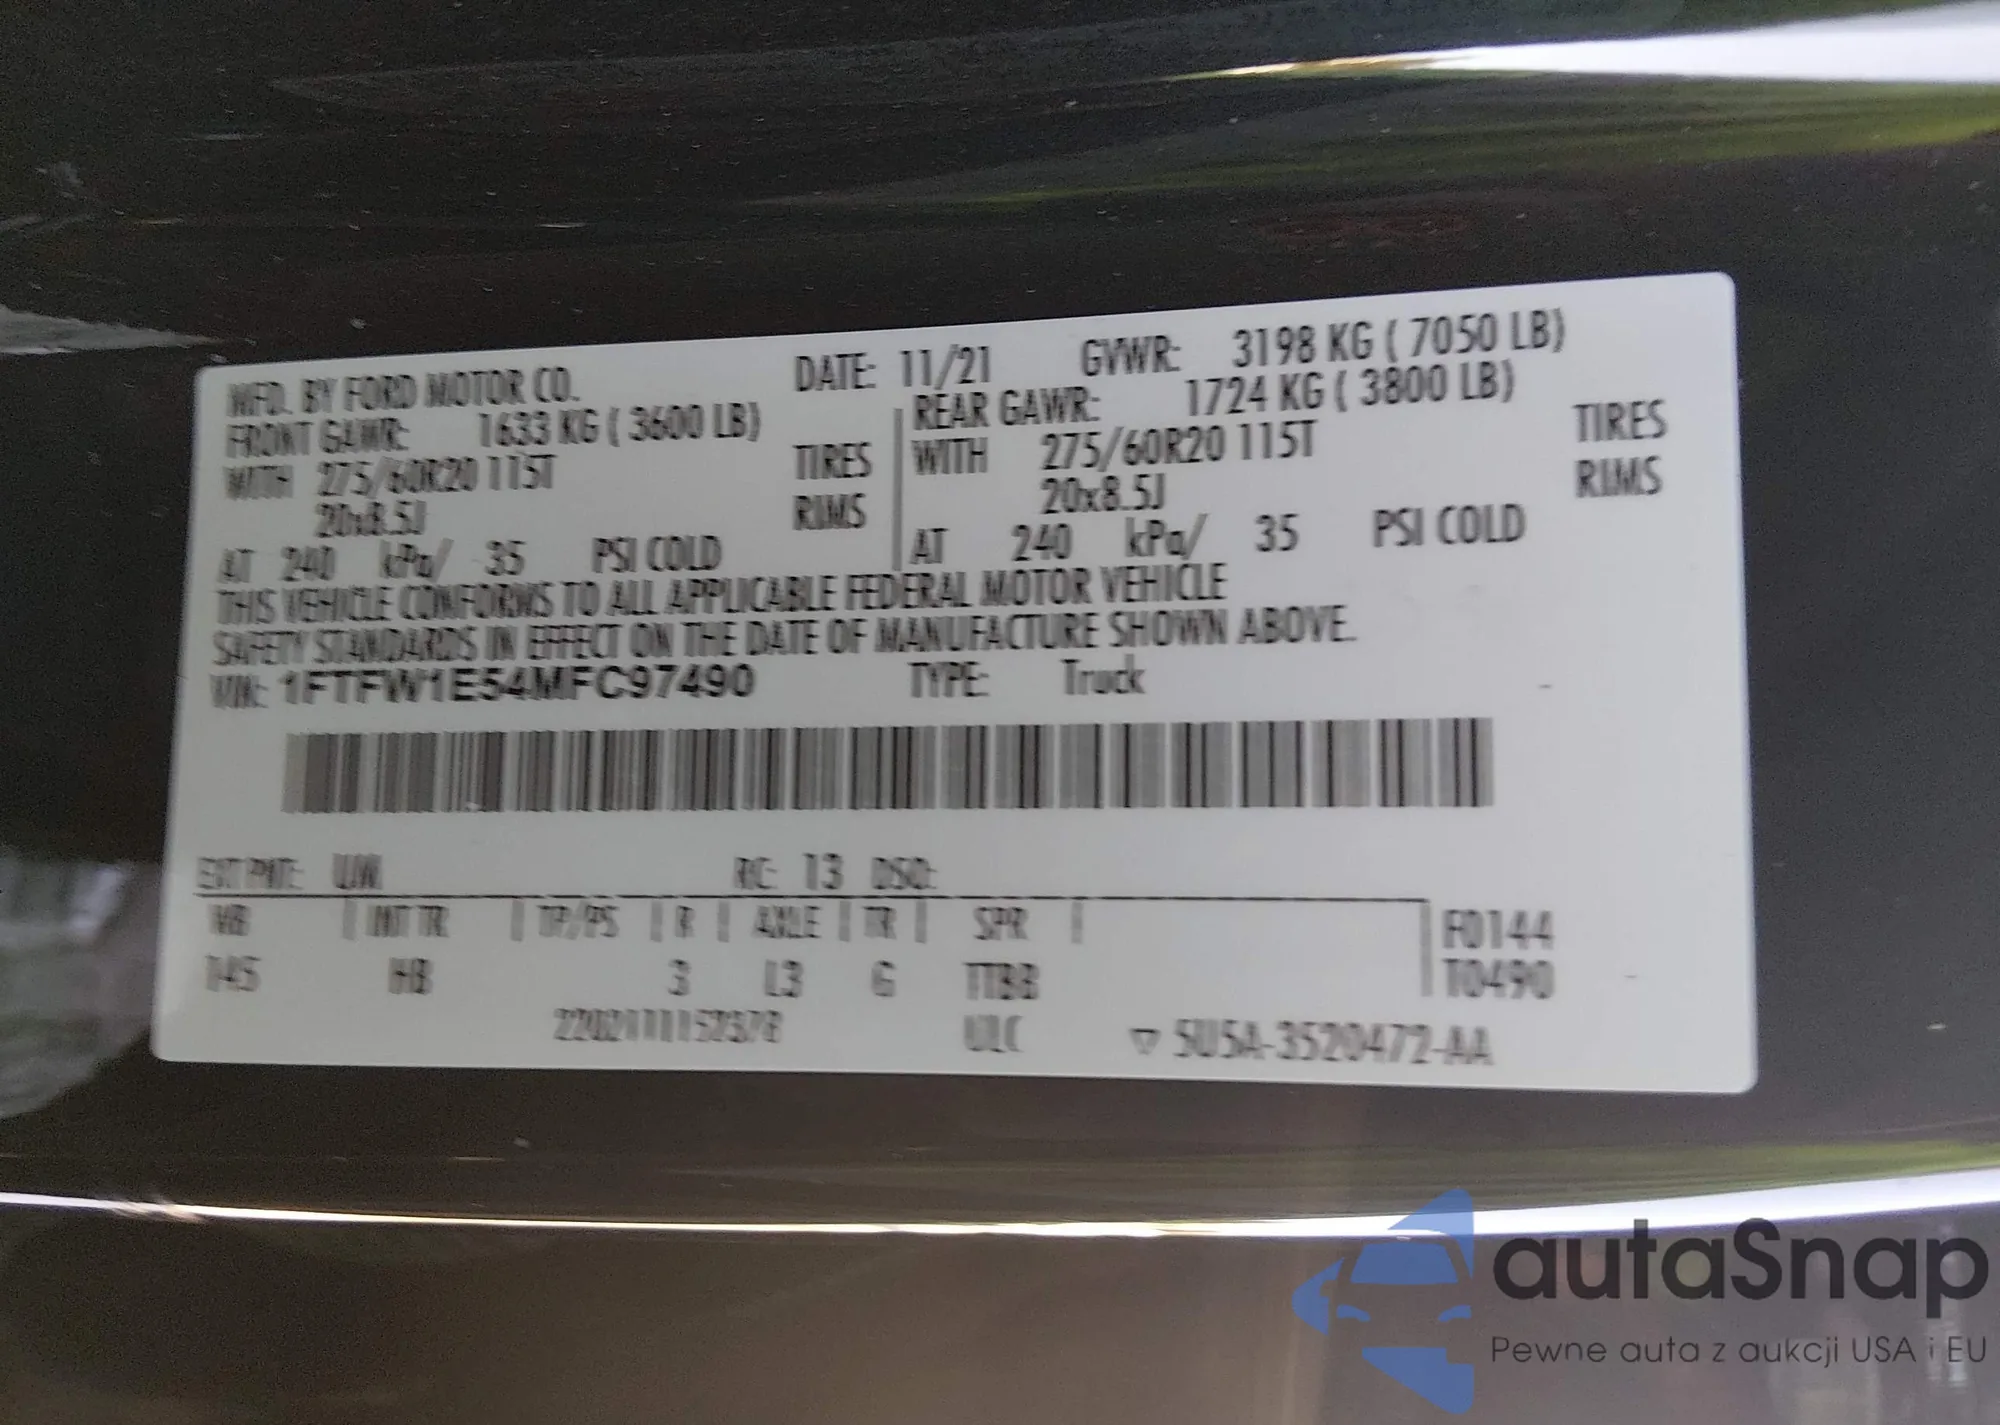 MFD. BY FORD MOTOR CO. DATE: 11/21 GVWR: 3198 KG ( 7050 LB)
FRONT GAWR: 1633 KG ( 3600 LB) REAR GAWR: 1724 KG ( 3800 LB)
WITH 275/60R20 115T TIRES WITH 275/60R20 115T TIRES
20x8.5J RIMS 20x8.5J RIMS
AT 240 kPa/ 35 PSI COLD AT 240 kPa/ 35 PSI COLD
THIS VEHICLE CONFORMS TO ALL APPLICABLE FEDERAL MOTOR VEHICLE
SAFETY STANDARDS IN EFFECT ON THE DATE OF MANUFACTURE SHOWN ABOVE.
VIN: 1FTFW1E54MFC97490 TYPE: Truck
EXT PNT: UM RC: 13 DSO:
WB INT TR TP/PS R AXLE TR SPR F0144
145 HB 3 L3 G TTBB T0490
ULC ▽ 5U5A-3520472-AA
autaSnap
Pewne auta z aukcji USA i EU